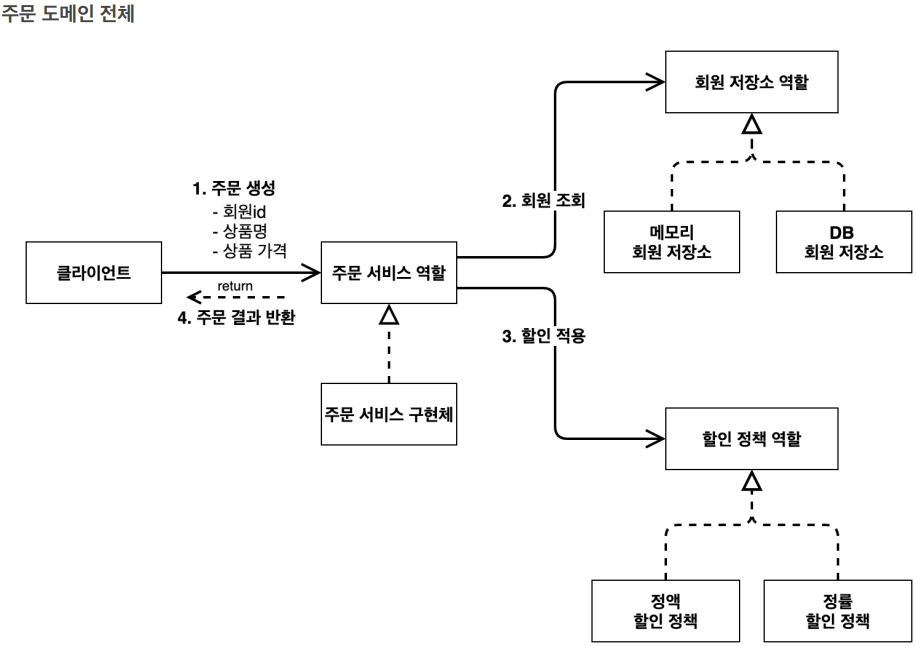 주문 도메인 전체
회원 저장소 역할
1. 주문 생성
- 회원id
- 상품명
- 상품 가격
2. 회원 조회
메모리
회원 저장소
DB
회원 저장소
클라이언트
주문 서비스 역할
return
4. 주문 결과 반환
3. 할인 적용
주문 서비스 구현체
할인 정책 역할
정액
할인 정책
정률
할인 정책